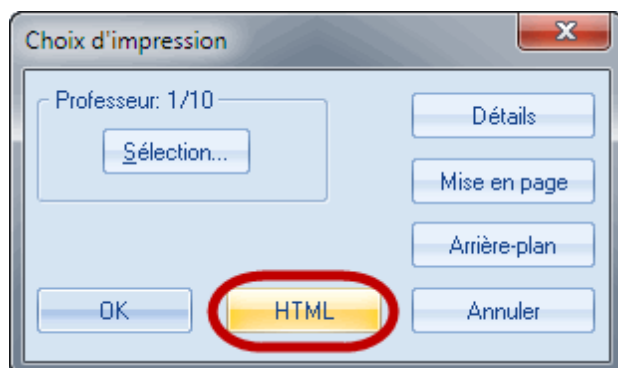 Choix d'impression
Professeur: 1/10
Sélection...
Détails
Mise en page
Arrière-plan
OK
HTML
Annuler